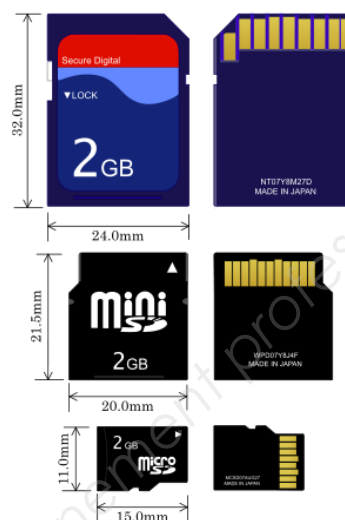 Secure Digital
▼LOCK
2GB
32.0mm
24.0mm
NT07Y8M27D
MADE IN JAPAN
mini
SD
2GB
21.5mm
20.0mm
WPD07Y8J4F
MADE IN JAPAN
2GB
micro
SD
11.0mm
15.0mm
MADE IN JAPAN